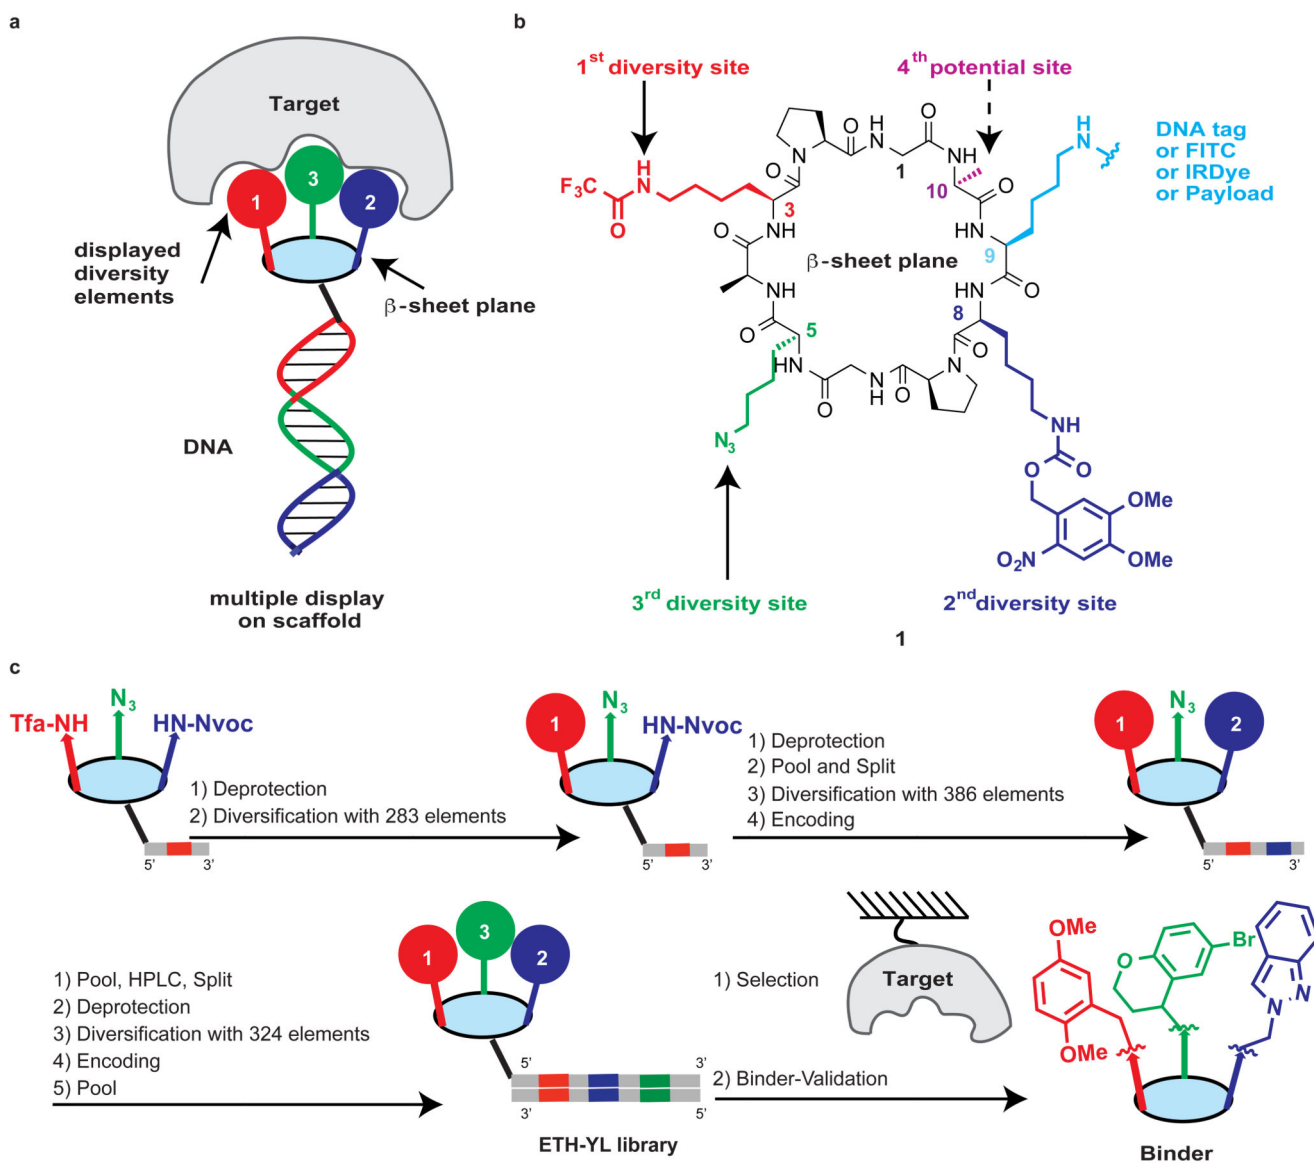 a
Target
1
3
2
displayed
diversity
elements
β-sheet plane
DNA
multiple display
on scaffold
b
1st diversity site
4th potential site
DNA tag
or FITC
or IRDye
or Payload
H
N
O
O
H
N
O
N
O
H
N
1
HN
10
O
F3C
H
N
O
O
3
NH
O
NH
9
β-sheet plane
O
NH
8
NH
O
5
NH
O
H
N
O
N
O
N3
NH
O
O
OMe
OMe
O2N
3rd diversity site
2nd diversity site
1
c
Tfa-NH
N3
HN-Nvoc
5'
3'
1) Deprotection
2) Diversification with 283 elements
1
N3
HN-Nvoc
5'
3'
1) Deprotection
2) Pool and Split
3) Diversification with 386 elements
4) Encoding
1
N3
2
5'
3'
1) Pool, HPLC, Split
2) Deprotection
3) Diversification with 324 elements
4) Encoding
5) Pool
1
3
2
5'
3'
3'
5'
ETH-YL library
1) Selection
Target
2) Binder-Validation
OMe
OMe
O
Br
N
N
Binder